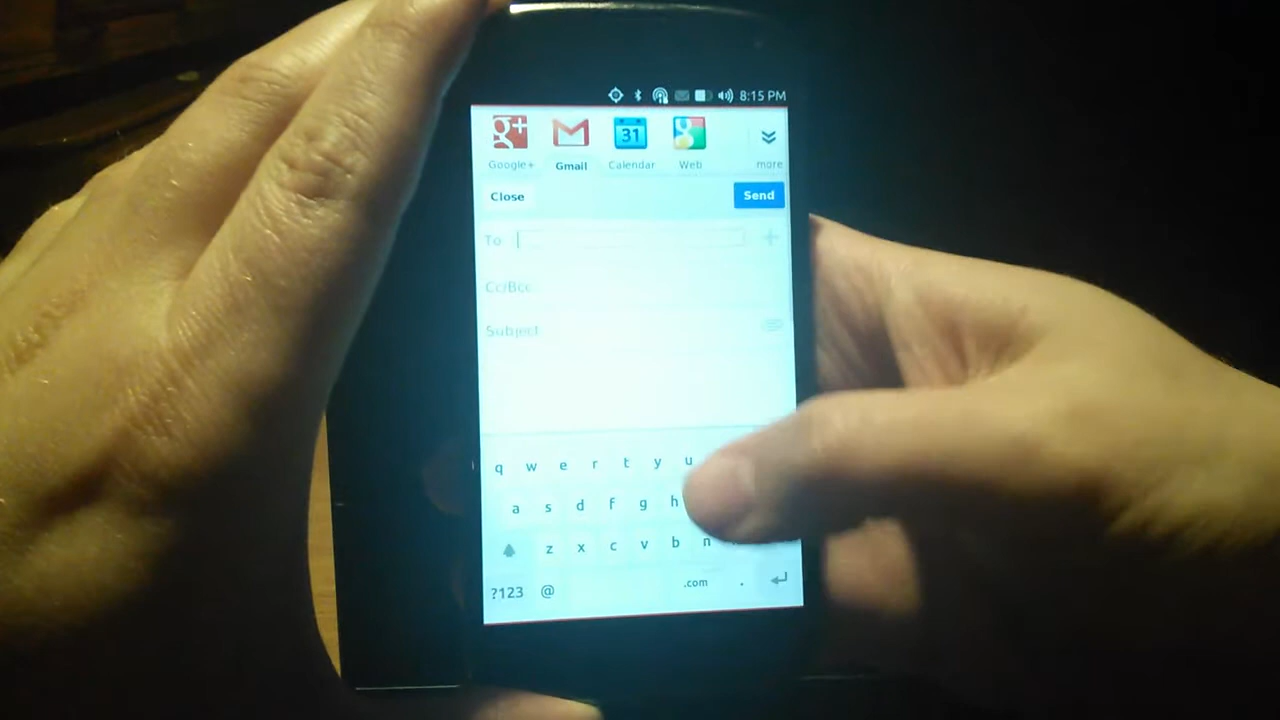 8:15 PM
g+ M 31 g
Google+ Gmail Calendar Web more
Close Send
To
Cc/Bcc
Subject
q w e r t y u
a s d f g h
z x c v b n
?123 @ .com .